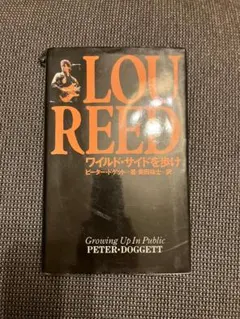 LOU
REED
ワイルド・サイドを歩け
ピーター・ドゲット 著
Growing Up In Public
PETER・DOGGETT